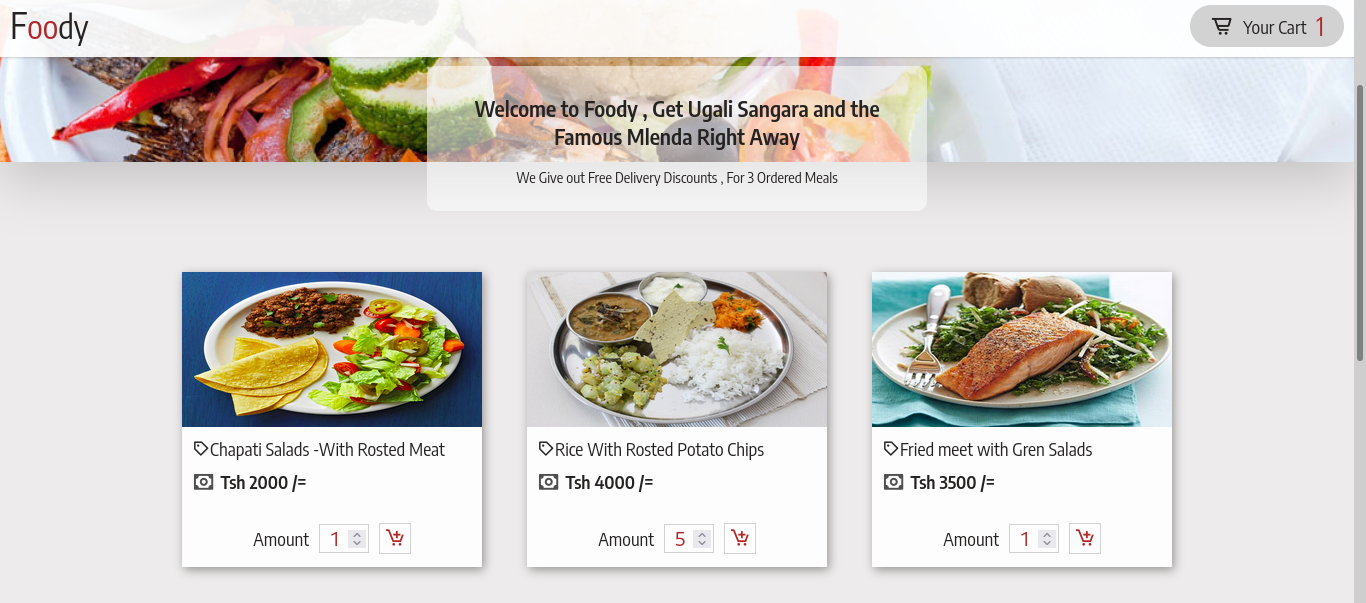 Foody
Your Cart 1
Welcome to Foody , Get Ugali Sangara and the
Famous Mlenda Right Away
We Give out Free Delivery Discounts , For 3 Ordered Meals
Chapati Salads -With Rosted Meat
Tsh 2000 /=
Amount 1
Rice With Rosted Potato Chips
Tsh 4000 /=
Amount 5
Fried meet with Gren Salads
Tsh 3500 /=
Amount 1